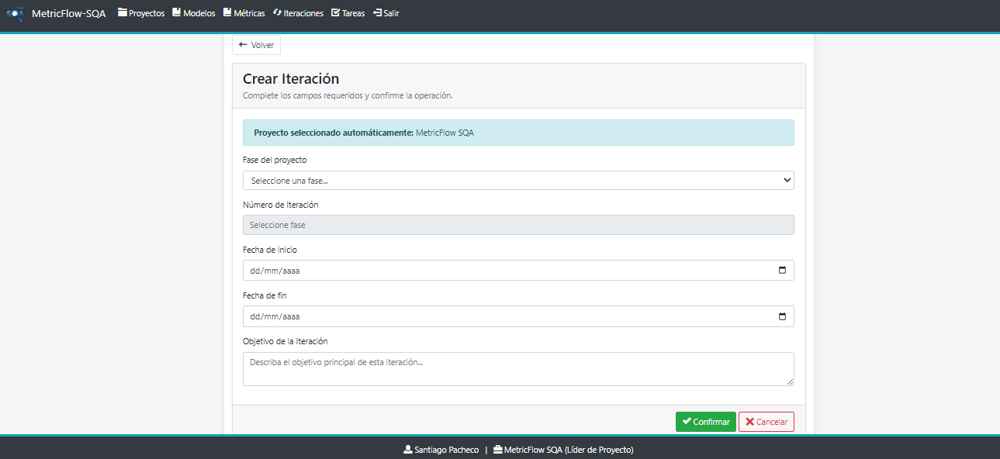 SQA MetricFlow-SQA Proyectos Modelos Métricas Iteraciones Tareas Salir
Volver
Crear Iteración
Complete los campos requeridos y confirme la operación.
Proyecto seleccionado automáticamente: MetricFlow SQA
Fase del proyecto
Seleccione una fase...
Número de Iteración
Seleccione fase
Fecha de inicio
dd/mm/aaaa
Fecha de fin
dd/mm/aaaa
Objetivo de la Iteración
Describa el objetivo principal de esta iteración...
Confirmar Cancelar
Santiago Pacheco | MetricFlow SQA (Líder de Proyecto)